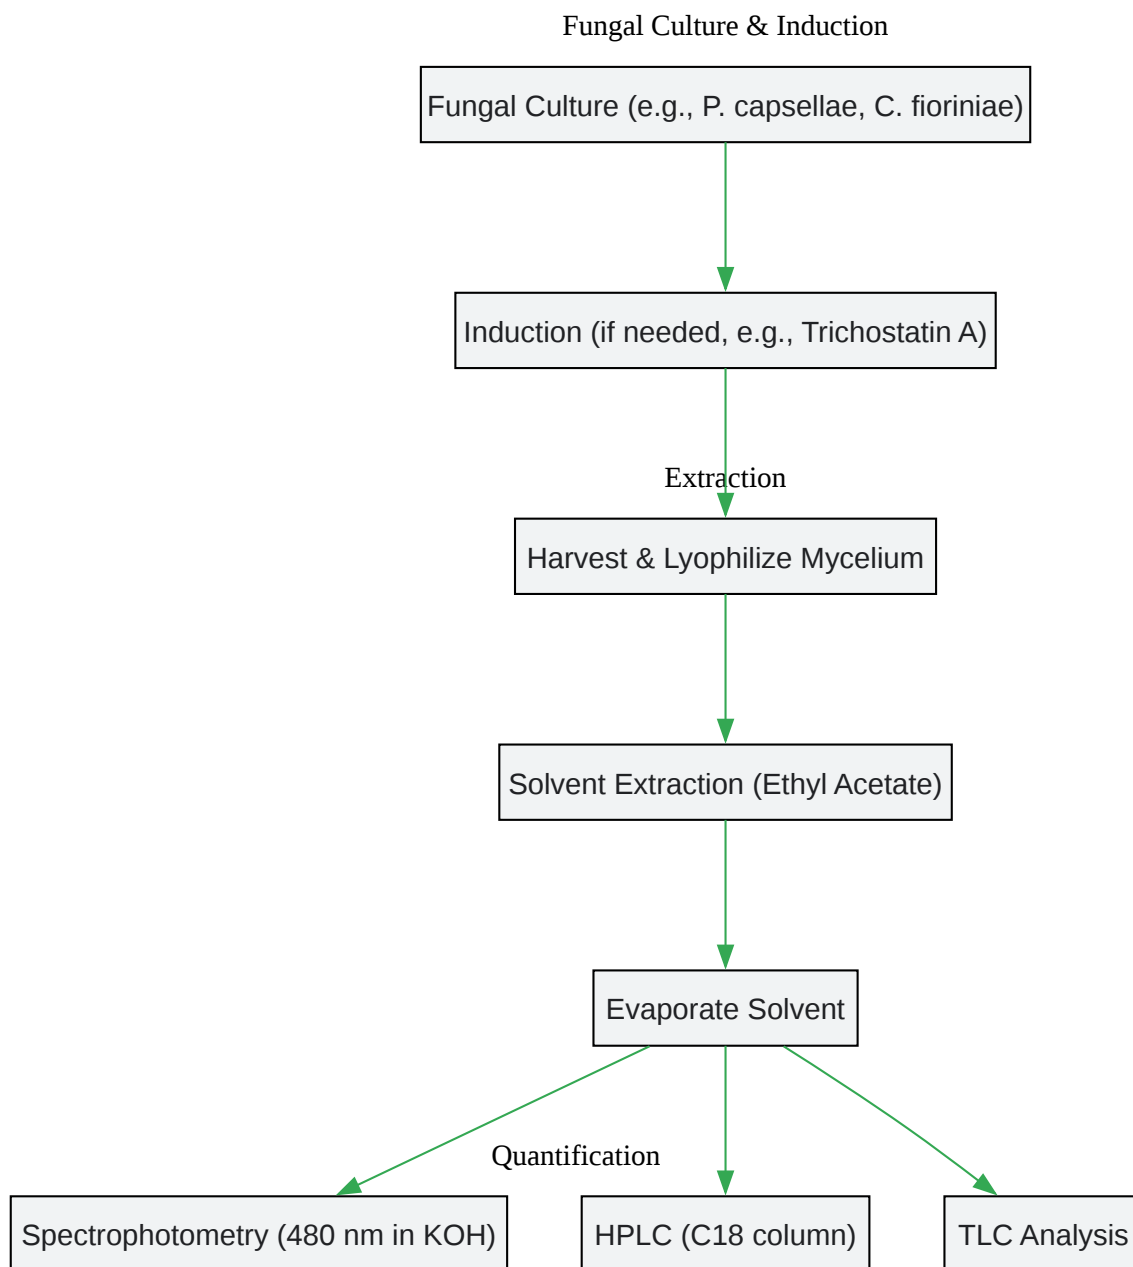 Fungal Culture & Induction
Fungal Culture (e.g., P. capsellae, C. fioriniae)
Induction (if needed, e.g., Trichostatin A)
Extraction
Harvest & Lyophilize Mycelium
Solvent Extraction (Ethyl Acetate)
Evaporate Solvent
Quantification
Spectrophotometry (480 nm in KOH)
HPLC (C18 column)
TLC Analysis